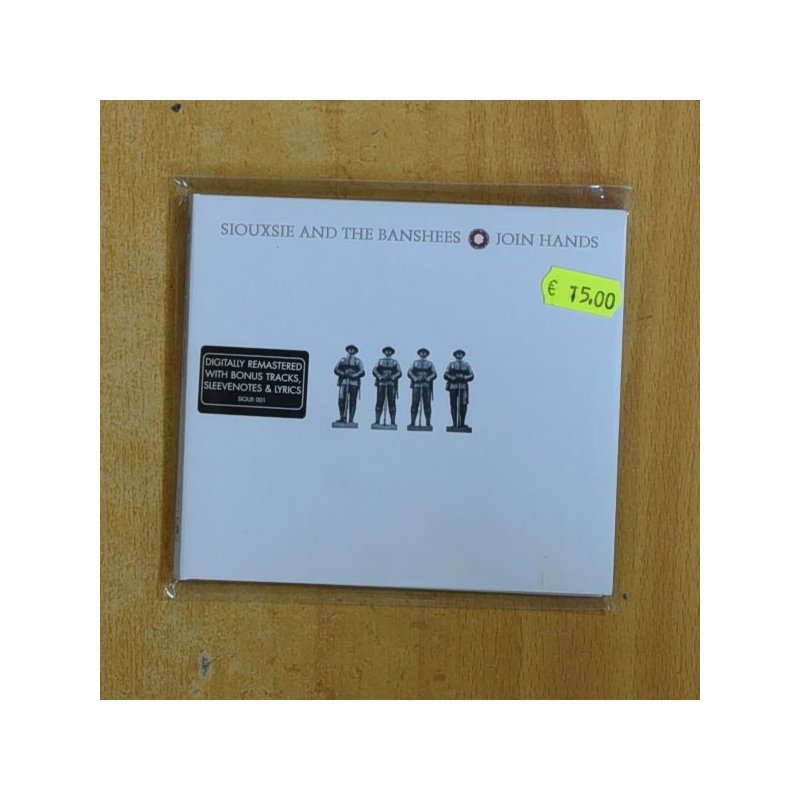 SIOUXSIE AND THE BANSHEES JOIN HANDS
€ 15,00
DIGITALLY REMASTERED
WITH BONUS TRACKS,
SLEEVENOTES & LYRICS
SIOUX 001